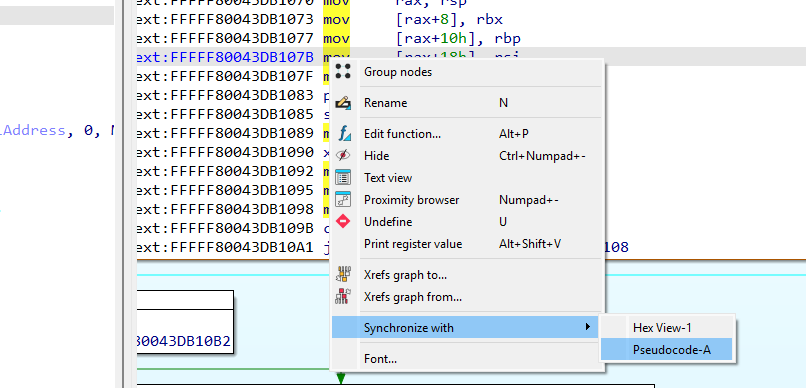 ext:FFFFF80043DB1070 mov rax, rsp
ext:FFFFF80043DB1073 mov [rax+8], rbx
ext:FFFFF80043DB1077 mov [rax+10h], rbp
ext:FFFFF80043DB107B mov [rax+18h], rsi
ext:FFFFF80043DB107F m
ext:FFFFF80043DB1083 p
ext:FFFFF80043DB1085 s
ext:FFFFF80043DB1089 m
ext:FFFFF80043DB1090 x
ext:FFFFF80043DB1092 m
ext:FFFFF80043DB1095 m
ext:FFFFF80043DB1098 m
ext:FFFFF80043DB109B c
ext:FFFFF80043DB10A1 j
108
Address, 0, M
80043DB10B2
Group nodes
Rename N
Edit function... Alt+P
Hide Ctrl+Numpad+-
Text view
Proximity browser Numpad+-
Undefine U
Print register value Alt+Shift+V
Xrefs graph to...
Xrefs graph from...
Synchronize with
Font...
Hex View-1
Pseudocode-A